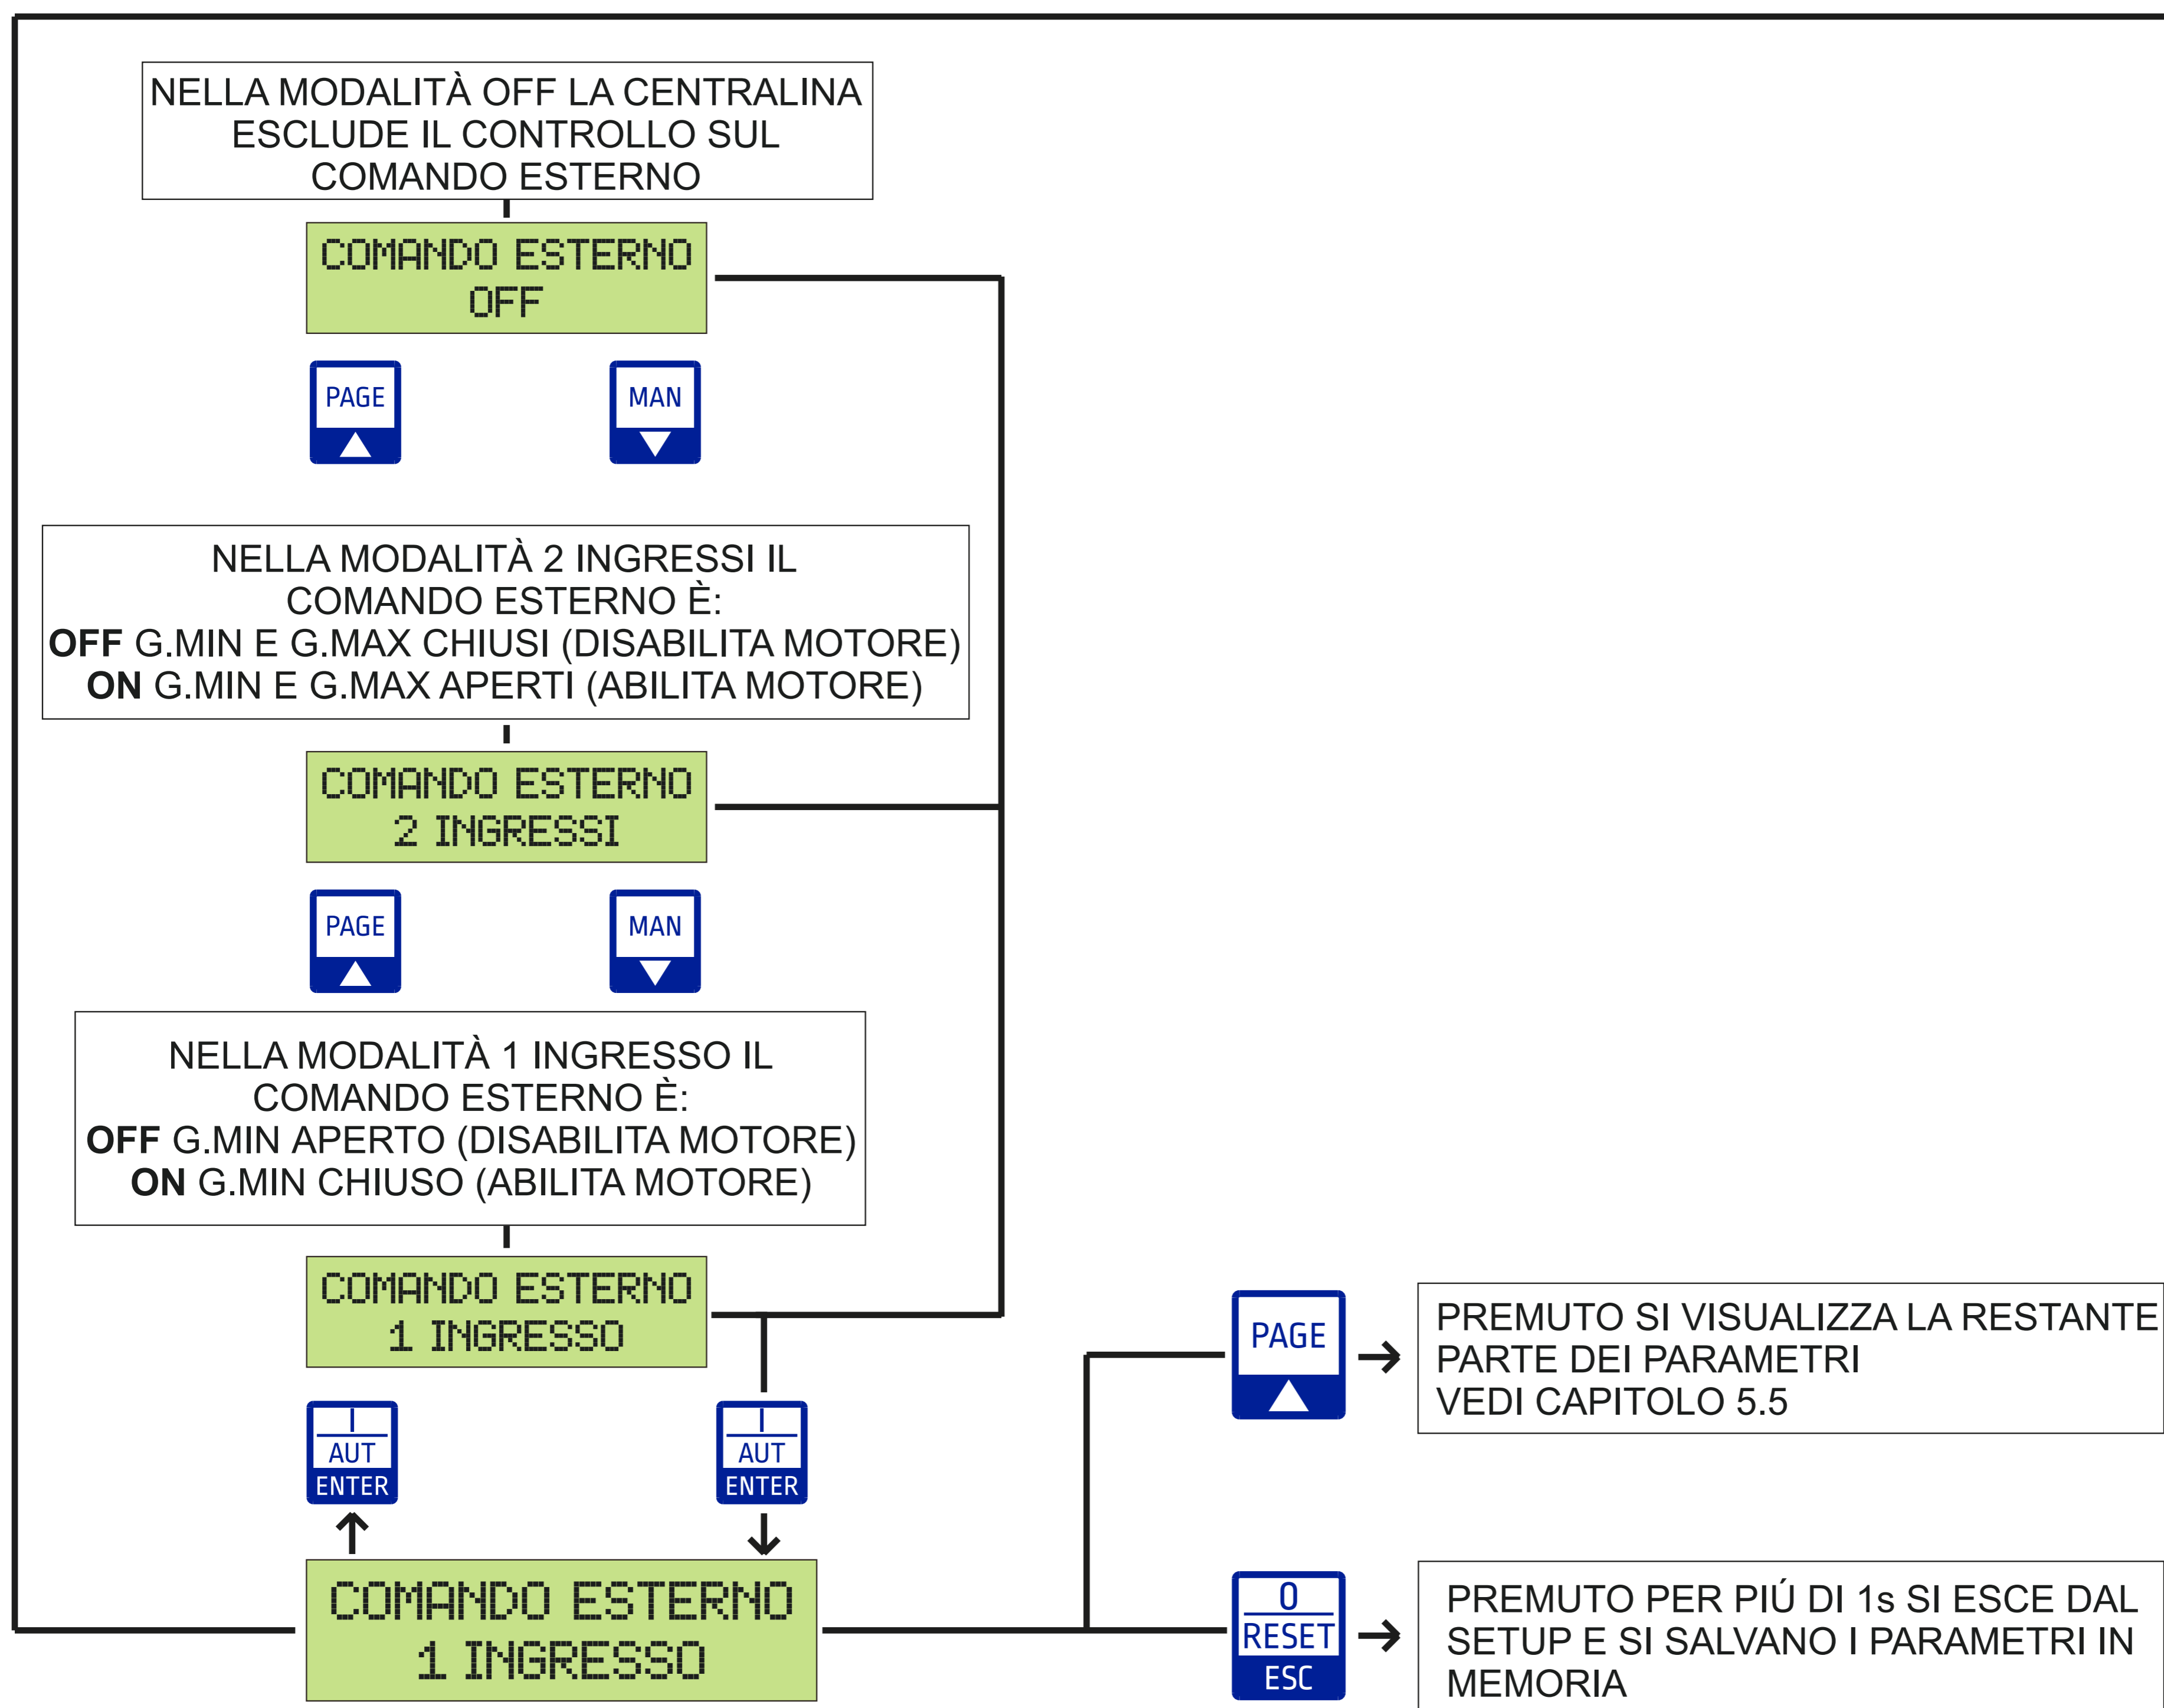 NELLA MODALITÀ OFF LA CENTRALINA
ESCLUDE IL CONTROLLO SUL
COMANDO ESTERNO
COMANDO ESTERNO
OFF
PAGE
MAN
NELLA MODALITÀ 2 INGRESSI IL
COMANDO ESTERNO È:
OFF G.MIN E G.MAX CHIUSI (DISABILITA MOTORE)
ON G.MIN E G.MAX APERTI (ABILITA MOTORE)
COMANDO ESTERNO
2 INGRESSI
PAGE
MAN
NELLA MODALITÀ 1 INGRESSO IL
COMANDO ESTERNO È:
OFF G.MIN APERTO (DISABILITA MOTORE)
ON G.MIN CHIUSO (ABILITA MOTORE)
COMANDO ESTERNO
1 INGRESSO
I
AUT
ENTER
I
AUT
ENTER
COMANDO ESTERNO
1 INGRESSO
PAGE
PREMUTO SI VISUALIZZA LA RESTANTE
PARTE DEI PARAMETRI
VEDI CAPITOLO 5.5
0
RESET
ESC
PREMUTO PER PIÚ DI 1s SI ESCE DAL
SETUP E SI SALVANO I PARAMETRI IN
MEMORIA